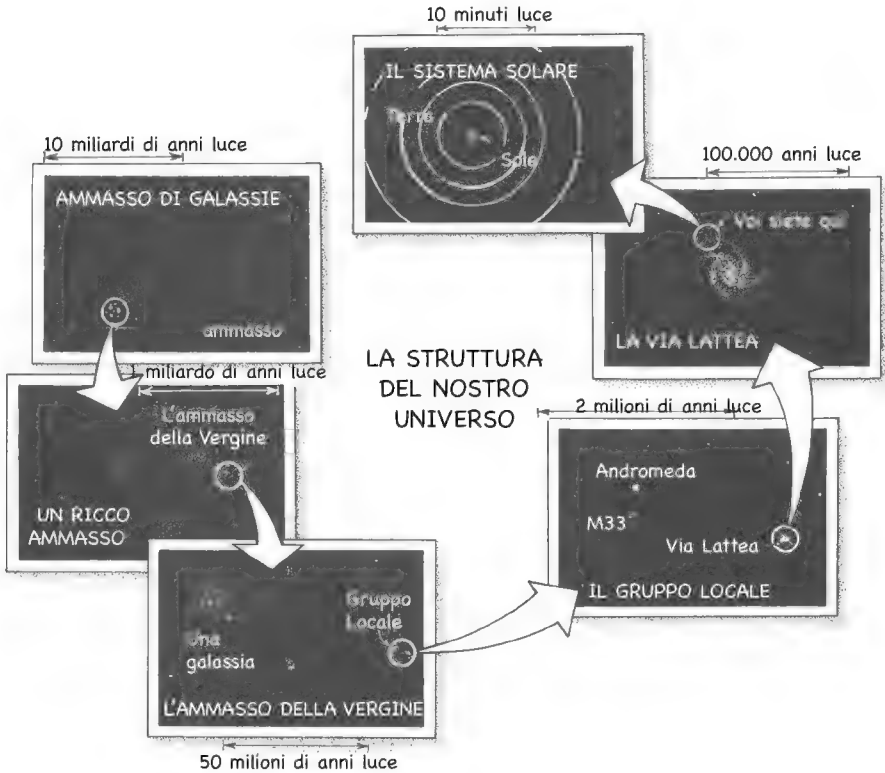 10 minuti luce
IL SISTEMA SOLARE
Terra
Sole
10 miliardi di anni luce
AMMASSO DI GALASSIE
ammasso
100.000 anni luce
Voi siete qui
LA VIA LATTEA
LA STRUTTURA
DEL NOSTRO
UNIVERSO
1 miliardo di anni luce
L'ammasso
della Vergine
UN RICCO
AMMASSO
2 milioni di anni luce
Andromeda
M33
Via Lattea
IL GRUPPO LOCALE
Gruppo
Locale
Una
galassia
L'AMMASSO DELLA VERGINE
50 milioni di anni luce